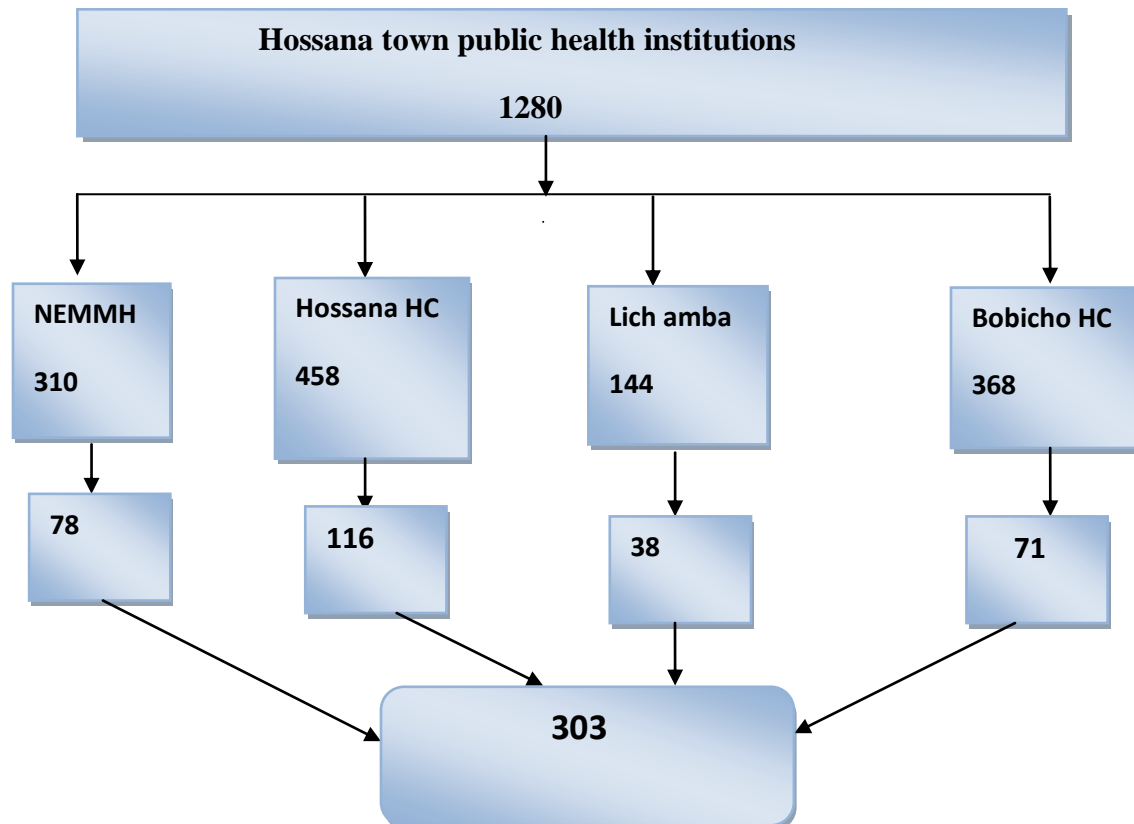 Hossana town public health institutions
1280
NEMMH
310
Hossana HC
458
Lich amba
144
Bobicho HC
368
78
116
38
71
303